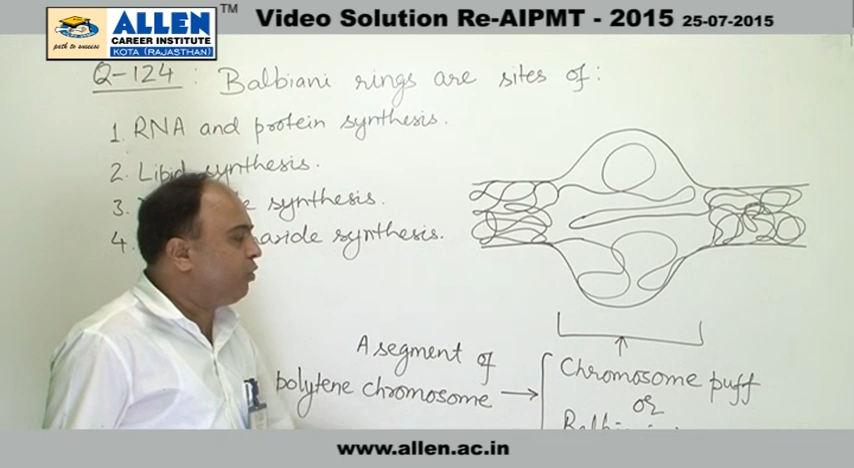 ALLEN
CAREER INSTITUTE
KOTA (RAJASTHAN)
path to success
TM
Video Solution Re-AIPMT - 2015 25-07-2015
Q-124 : Balbiani rings are sites of:
1. RNA and protein synthesis.
2. Lipid synthesis.
3. synthesis.
4. synthesis.
A segment of
polytene chromosome →
Chromosome puff
or
www.allen.ac.in